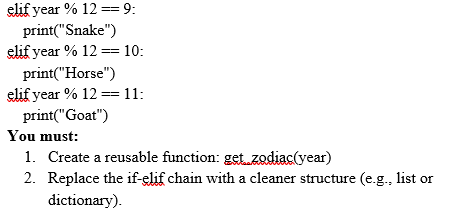 elif year % 12 == 9:
print("Snake")
elif year % 12 == 10:
print("Horse")
elif year % 12 == 11:
print("Goat")
You must:
1. Create a reusable function: get_zodiac(year)
2. Replace the if-elif chain with a cleaner structure (e.g., list or
dictionary).